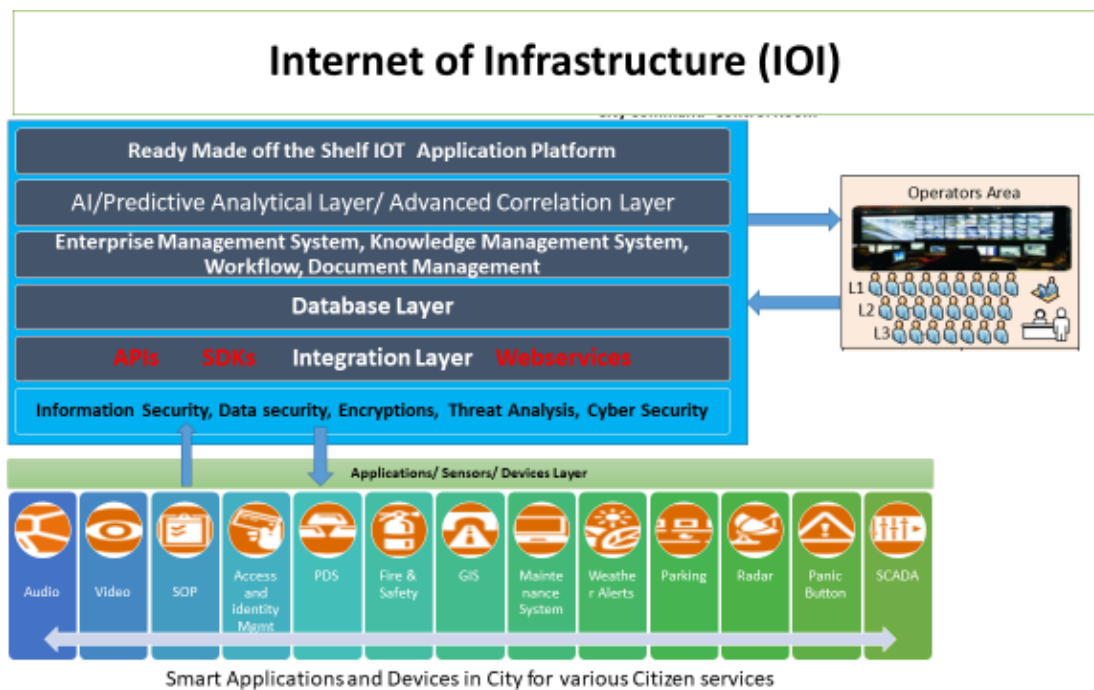 Internet of Infrastructure (IOI)
Ready Made off the Shelf IOT Application Platform
AI/Predictive Analytical Layer/ Advanced Correlation Layer
Enterprise Management System, Knowledge Management System,
Workflow, Document Management
Database Layer
APIs SDKs Integration Layer Webservices
Information Security, Data security, Encryptions, Threat Analysis, Cyber Security
Operators Area
L1
L2
L3
Applications/ Sensors/ Devices Layer
Audio
Video
SOP
Access
and
identity
Mgmt
PDS
Fire &
Safety
GIS
Mainte
nance
System
Weathe
r Alerts
Parking
Radar
Panic
Button
SCADA
Smart Applications and Devices in City for various Citizen services